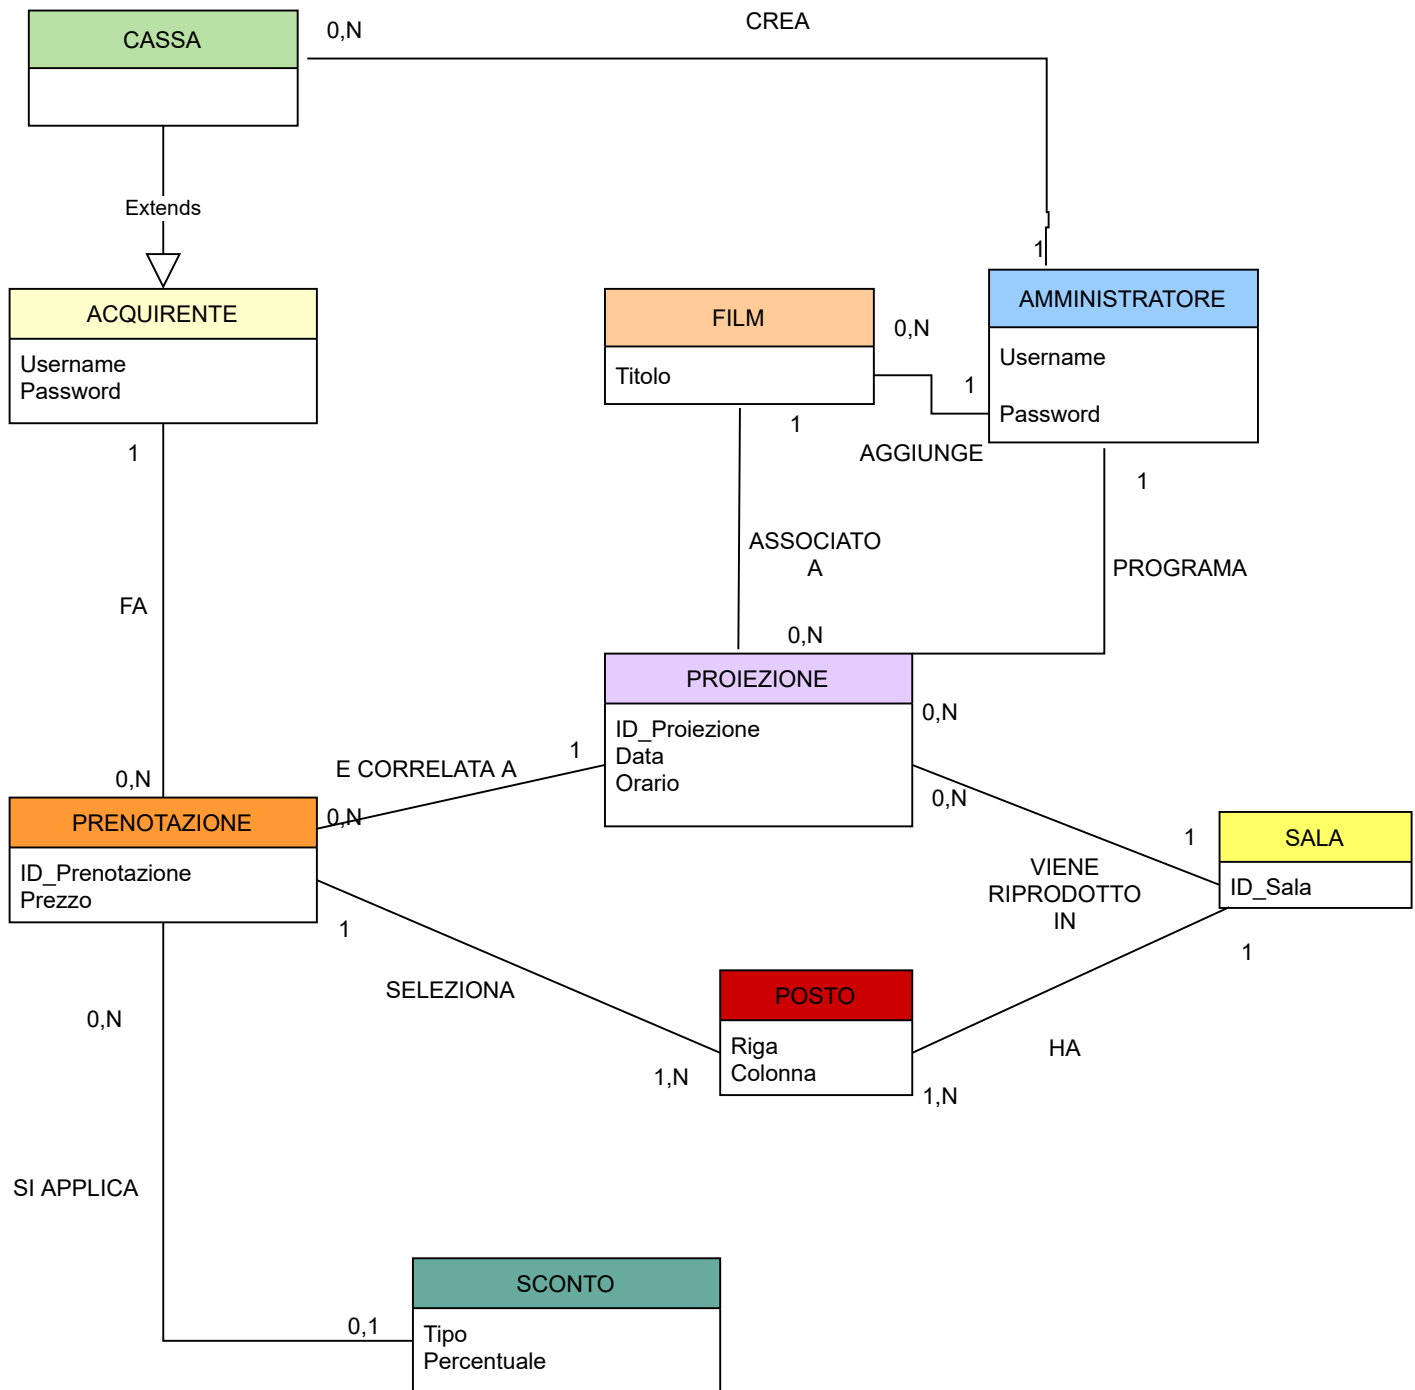 CASSA
0,N
CREA
Extends
1
ACQUIRENTE
Username
Password
1
FILM
Titolo
0,N
1
AMMINISTRATORE
Username
Password
AGGIUNGE
1
1
ASSOCIATO
A
PROGRAMA
FA
0,N
PROIEZIONE
ID_Proiezione
Data
Orario
0,N
0,N
E CORRELATA A
1
0,N
0,N
PRENOTAZIONE
ID_Prenotazione
Prezzo
1
VIENE
RIPRODOTTO
IN
1
SALA
ID_Sala
1
SELEZIONA
POSTO
Riga
Colonna
1,N
1,N
HA
0,N
SI APPLICA
0,1
SCONTO
Tipo
Percentuale